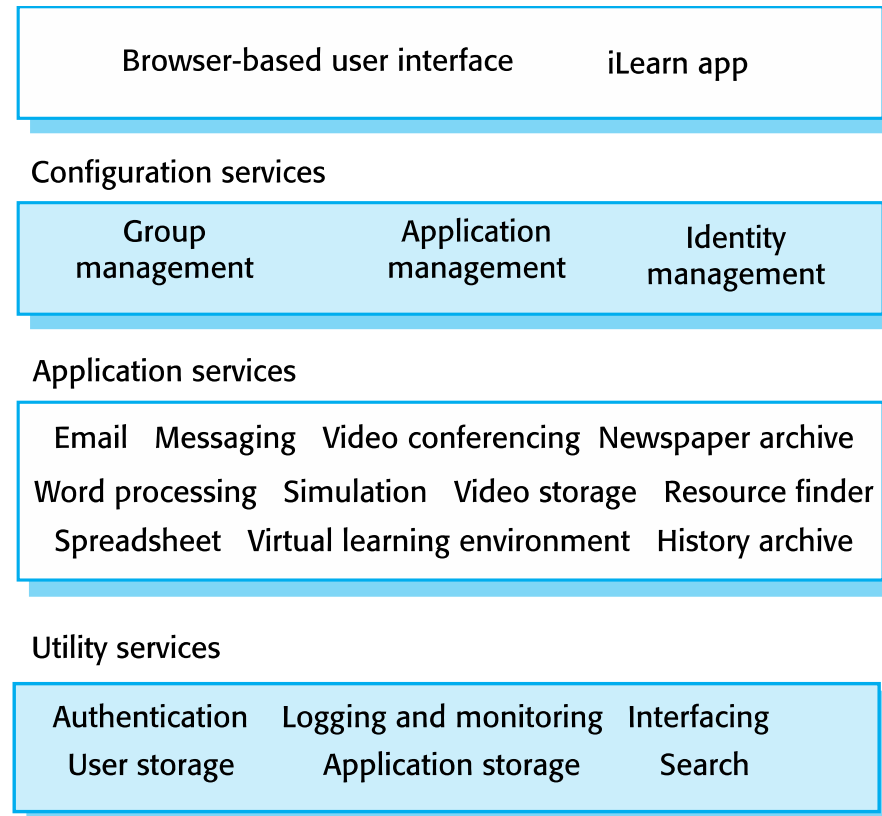 Browser-based user interface iLearn app
Configuration services
Group management Application management Identity management
Application services
Email Messaging Video conferencing Newspaper archive
Word processing Simulation Video storage Resource finder
Spreadsheet Virtual learning environment History archive
Utility services
Authentication Logging and monitoring Interfacing
User storage Application storage Search